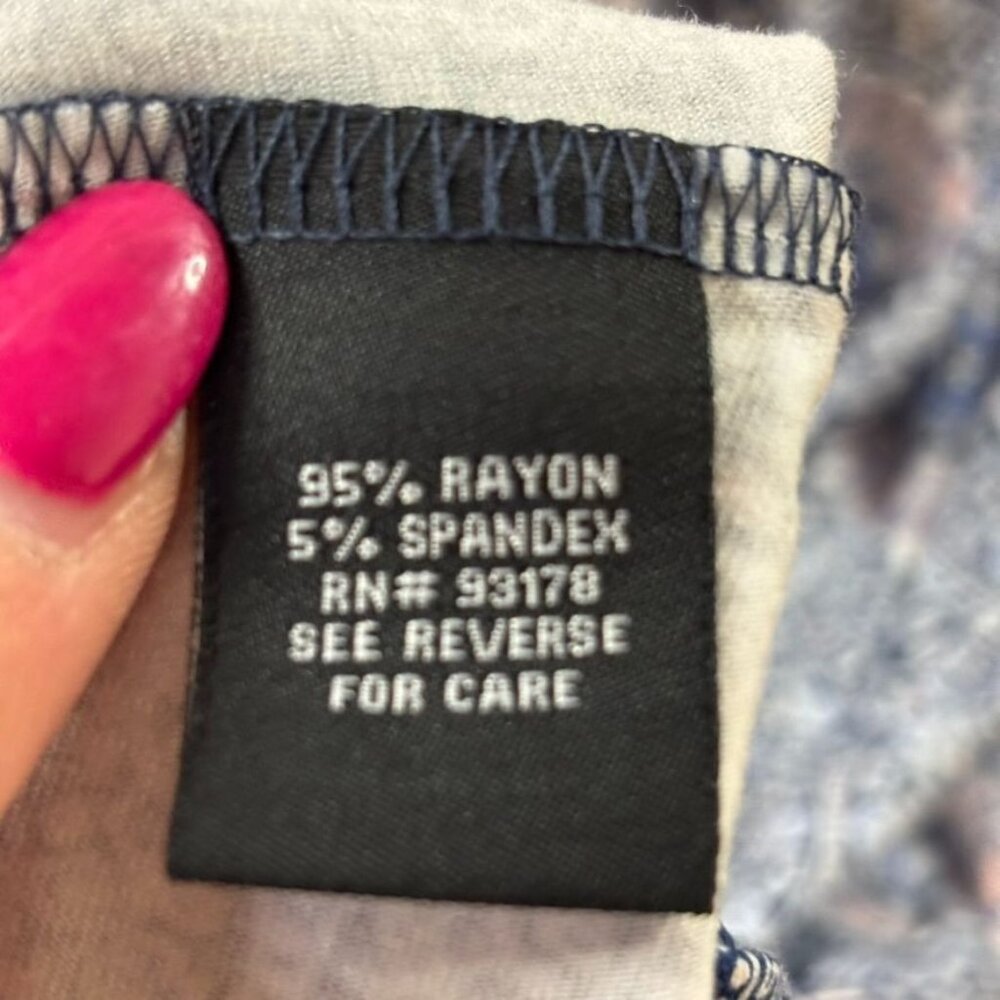 95% RAYON
5% SPANDEX
RN# 93178
SEE REVERSE
FOR CARE